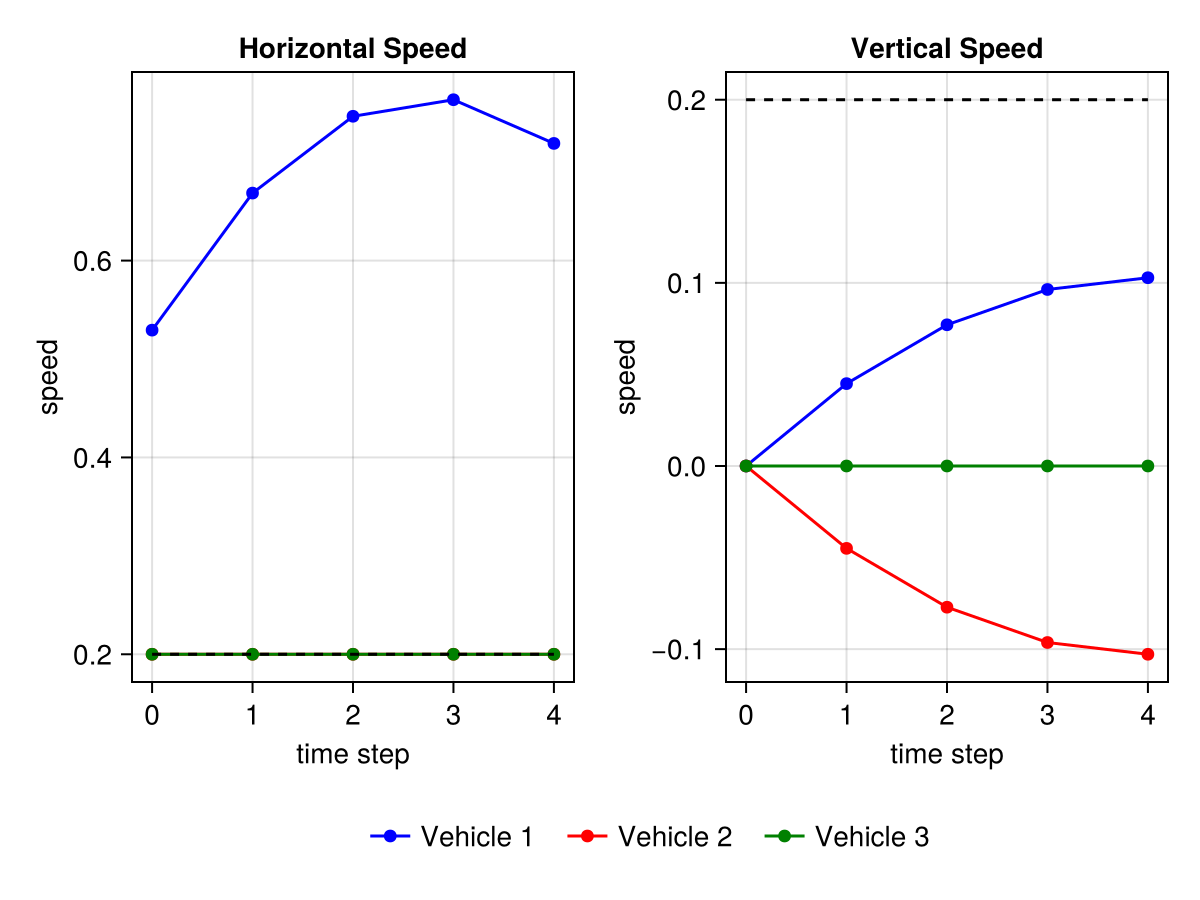 Horizontal Speed
Vertical Speed
speed
0.6
0.4
0.2
0 1 2 3 4
time step
speed
0.2
0.1
0.0
−0.1
0 1 2 3 4
time step
Vehicle 1 Vehicle 2 Vehicle 3